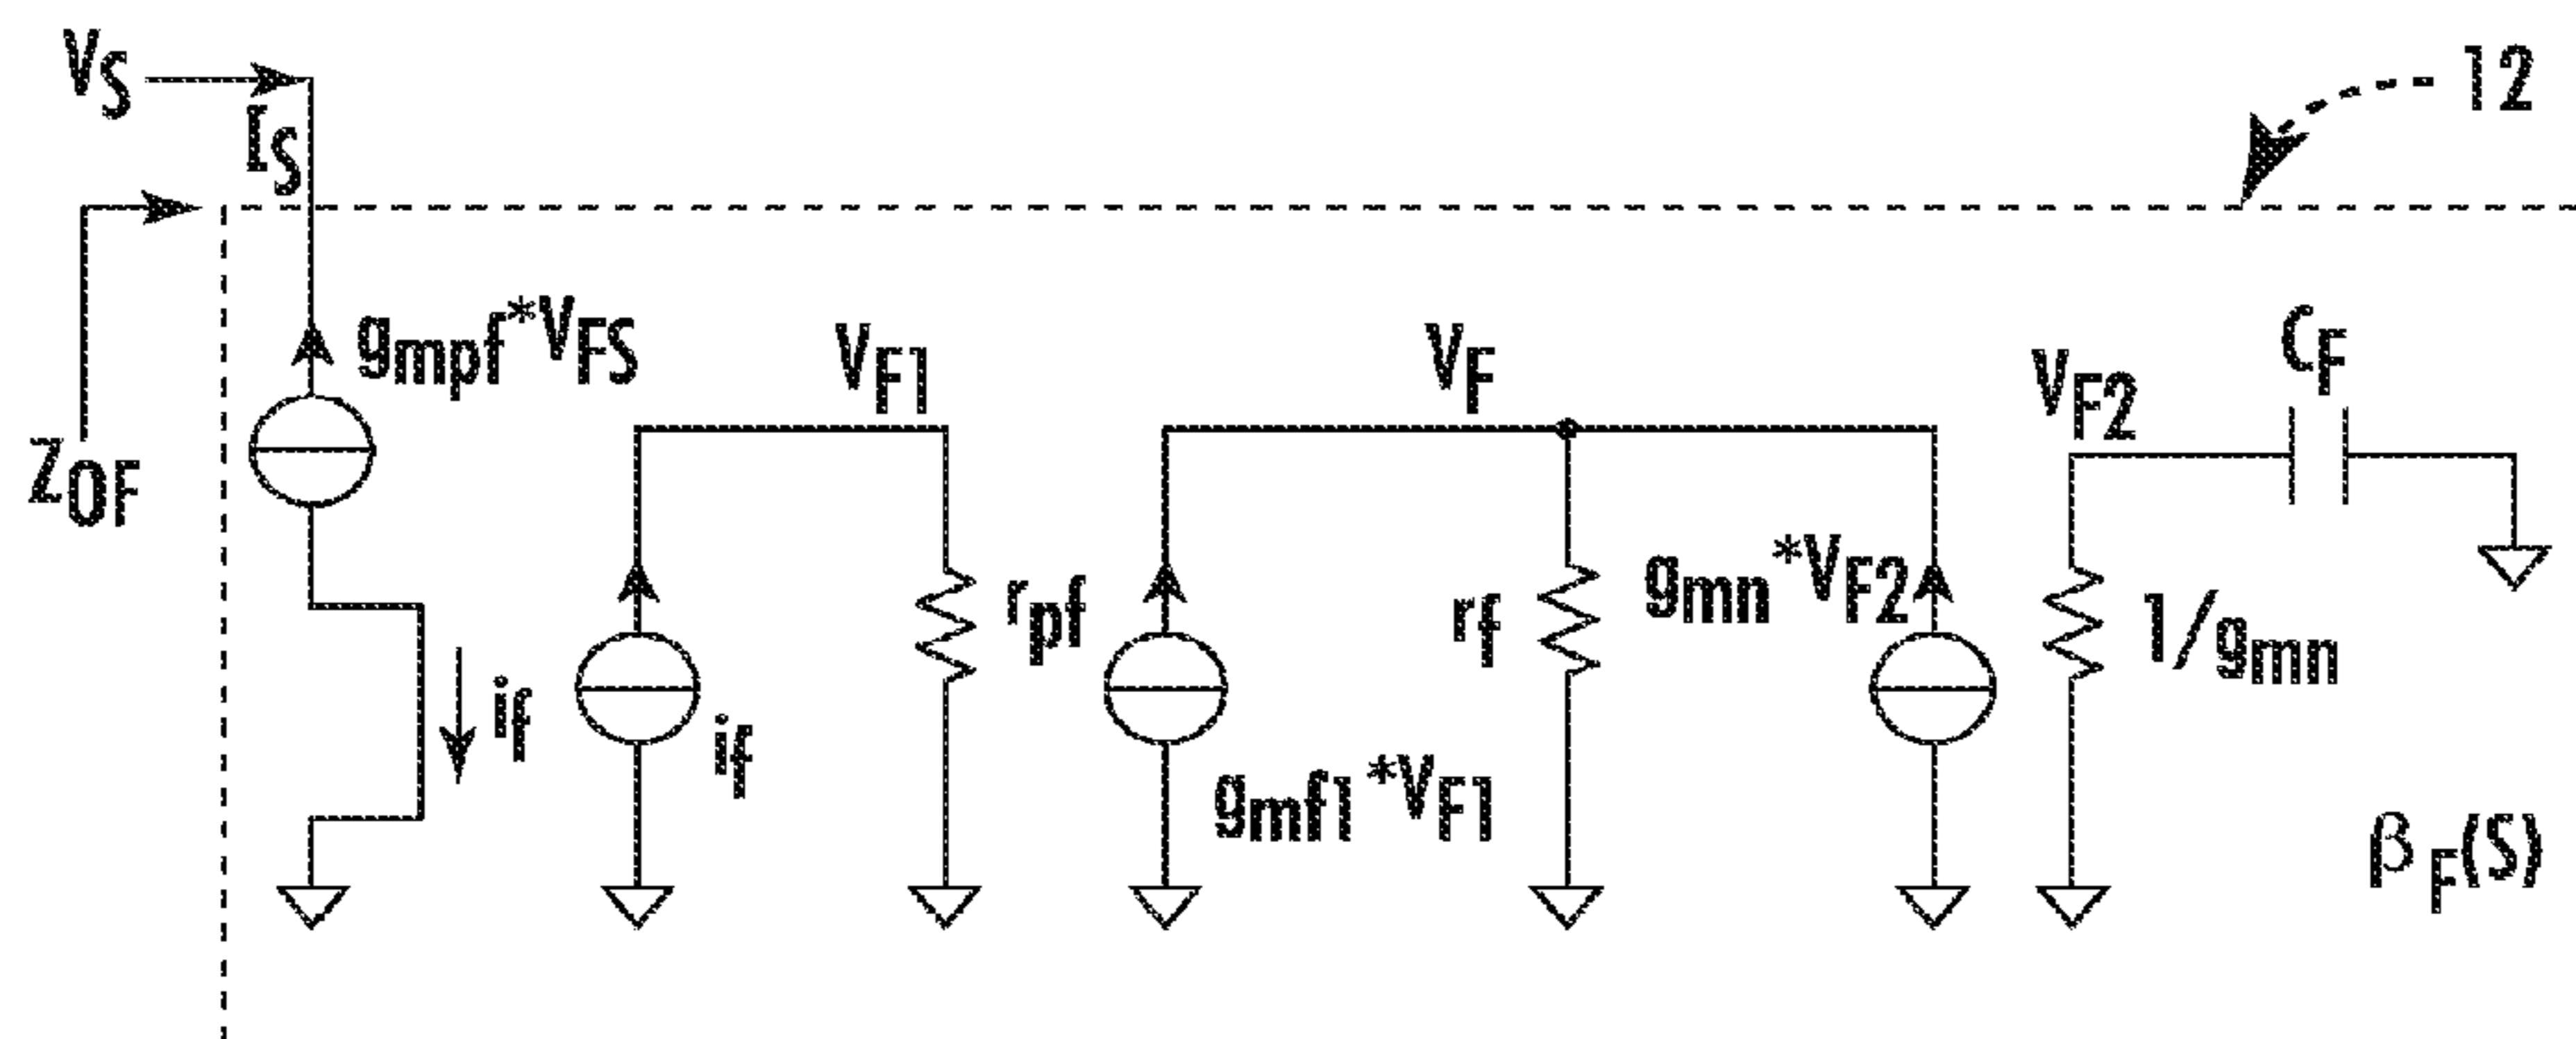 VS
IS
12
ZOF
gmpf*VFS
VF1
VF
VF2
CF
if
if
rpf
gmf1*VF1
rf
gmn*VF2
1/gmn
βF(S)